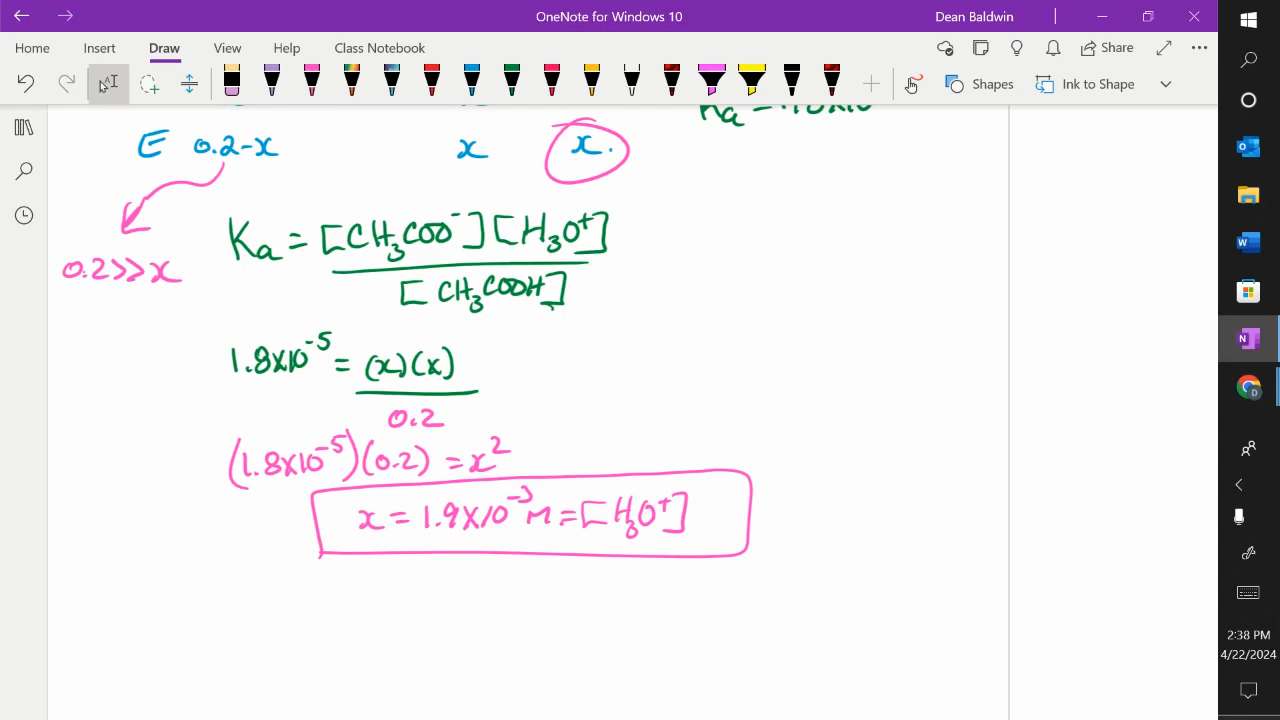 OneNote for Windows 10
Dean Baldwin
Home Insert Draw View Help Class Notebook
Share
Shapes
Ink to Shape
E 0.2-x x x.
0.2>>x
Ka = [CH₃COO⁻][H₃O⁺]
[CH₃COOH]
1.8x10⁻⁵ = (x)(x)
0.2
(1.8x10⁻⁵)(0.2) = x²
x = 1.9x10⁻³ M = [H₃O⁺]
2:38 PM
4/22/2024